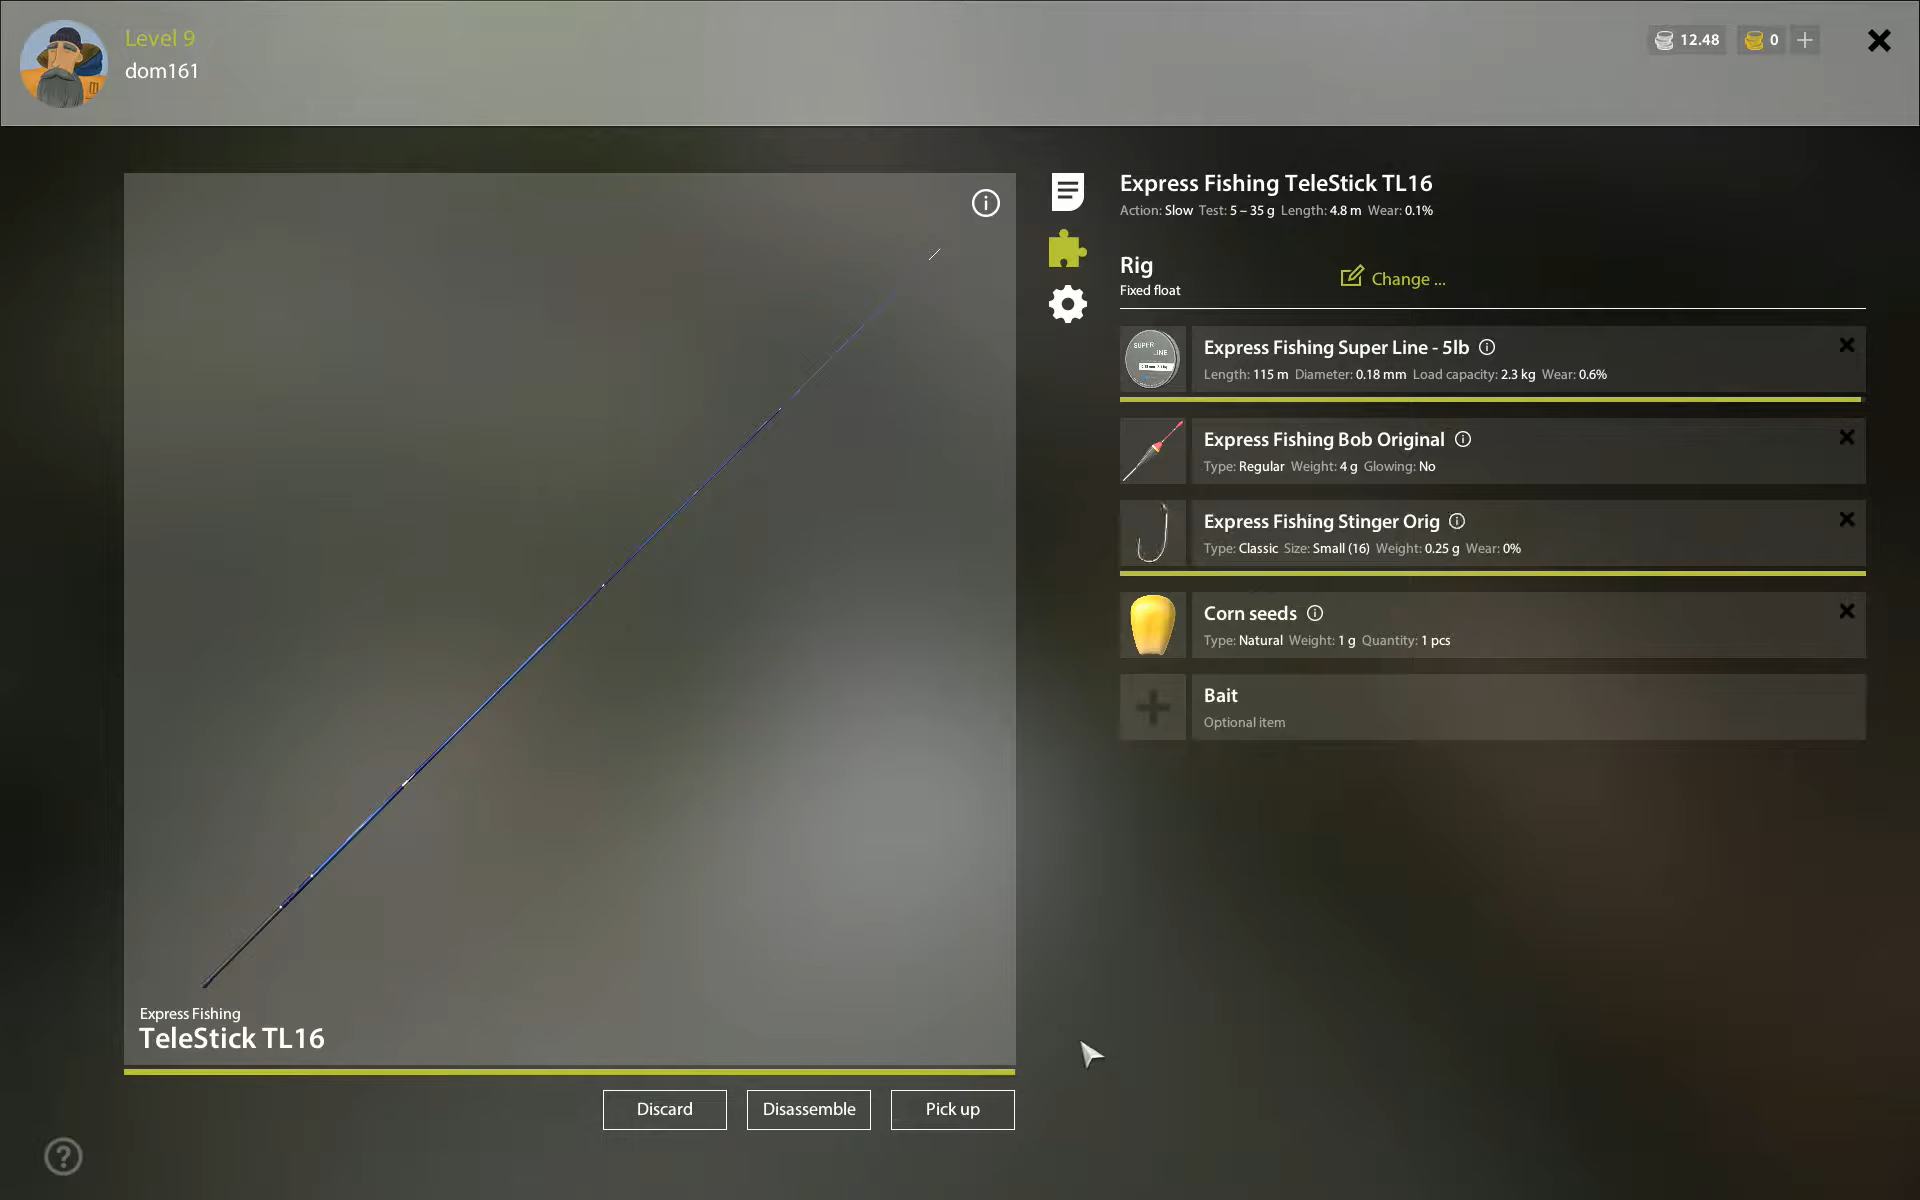 Level 9
dom161
12.48
0
Express Fishing TeleStick TL16
Action: Slow Test: 5 – 35 g Length: 4.8 m Wear: 0.1%
Rig
Fixed float
Change ...
SUPER
LINE
Express Fishing Super Line - 5lb
Length: 115 m Diameter: 0.18 mm Load capacity: 2.3 kg Wear: 0.6%
Express Fishing Bob Original
Type: Regular Weight: 4 g Glowing: No
Express Fishing Stinger Orig
Type: Classic Size: Small (16) Weight: 0.25 g Wear: 0%
Corn seeds
Type: Natural Weight: 1 g Quantity: 1 pcs
Bait
Optional item
Express Fishing
TeleStick TL16
Discard
Disassemble
Pick up